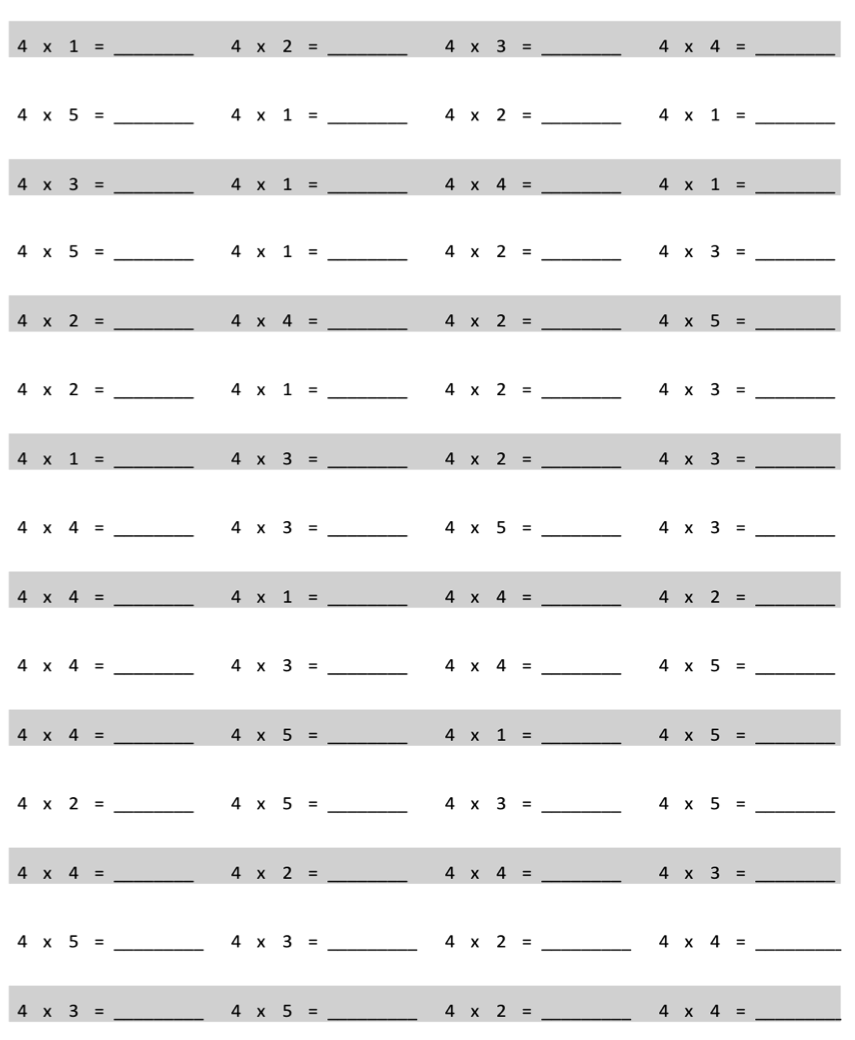 4 x 1 = ________ 4 x 2 = ________ 4 x 3 = ________ 4 x 4 = ________
4 x 5 = ________ 4 x 1 = ________ 4 x 2 = ________ 4 x 1 = ________
4 x 3 = ________ 4 x 1 = ________ 4 x 4 = ________ 4 x 1 = ________
4 x 5 = ________ 4 x 1 = ________ 4 x 2 = ________ 4 x 3 = ________
4 x 2 = ________ 4 x 4 = ________ 4 x 2 = ________ 4 x 5 = ________
4 x 2 = ________ 4 x 1 = ________ 4 x 2 = ________ 4 x 3 = ________
4 x 1 = ________ 4 x 3 = ________ 4 x 2 = ________ 4 x 3 = ________
4 x 4 = ________ 4 x 3 = ________ 4 x 5 = ________ 4 x 3 = ________
4 x 4 = ________ 4 x 1 = ________ 4 x 4 = ________ 4 x 2 = ________
4 x 4 = ________ 4 x 3 = ________ 4 x 4 = ________ 4 x 5 = ________
4 x 4 = ________ 4 x 5 = ________ 4 x 1 = ________ 4 x 5 = ________
4 x 2 = ________ 4 x 5 = ________ 4 x 3 = ________ 4 x 5 = ________
4 x 4 = ________ 4 x 2 = ________ 4 x 4 = ________ 4 x 3 = ________
4 x 5 = _________ 4 x 3 = _________ 4 x 2 = _________ 4 x 4 = _________
4 x 3 = _________ 4 x 5 = _________ 4 x 2 = _________ 4 x 4 = _________